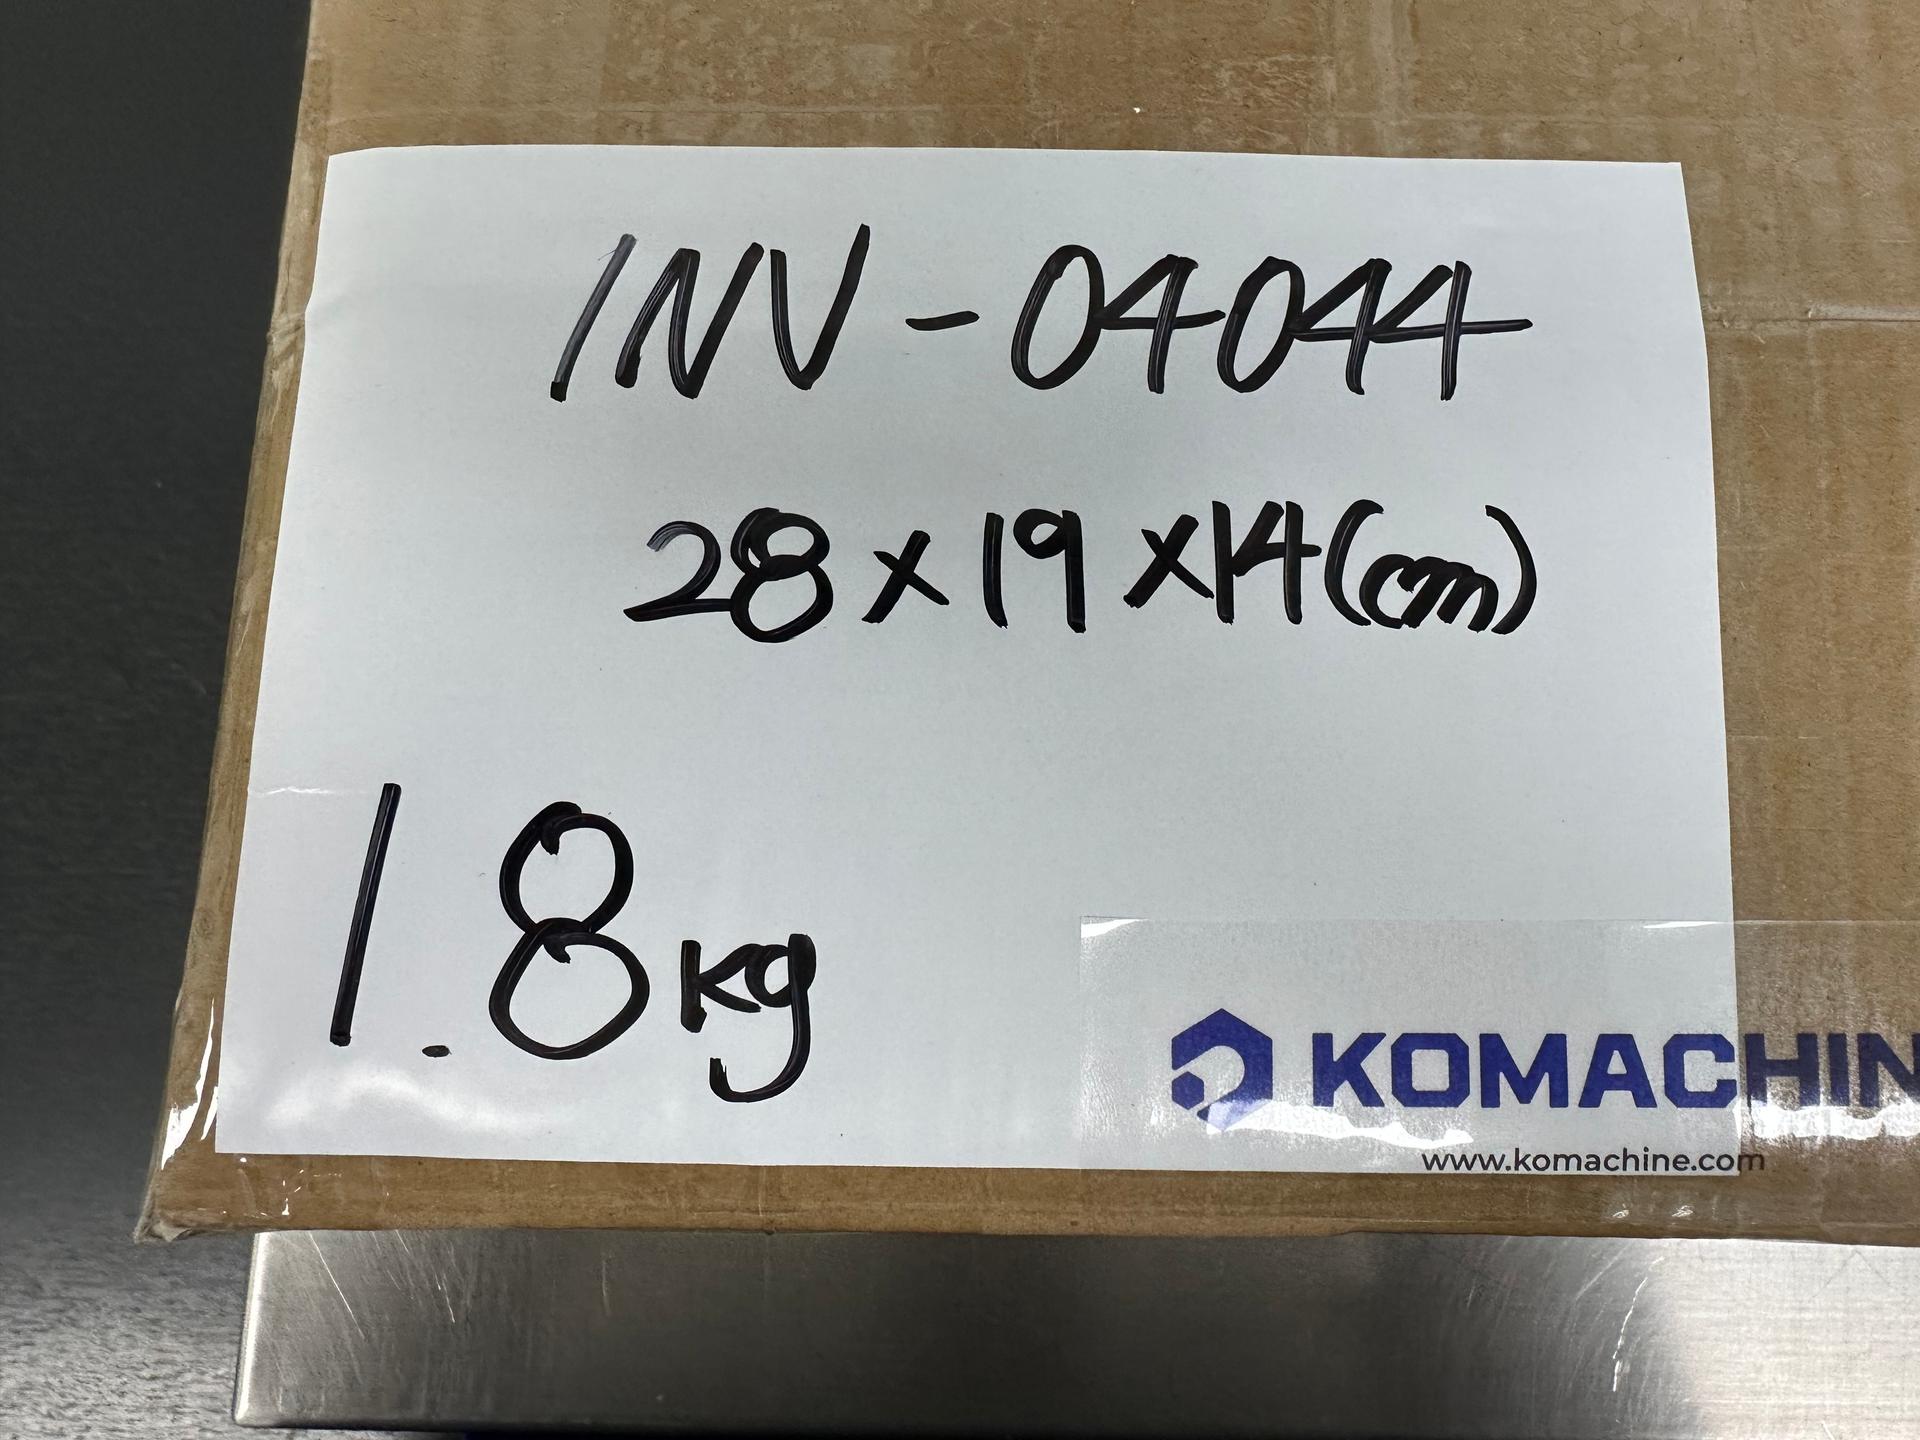 INV-04044
28x19x14(cm)
1.8kg
KOMACHIN
www.komachine.com